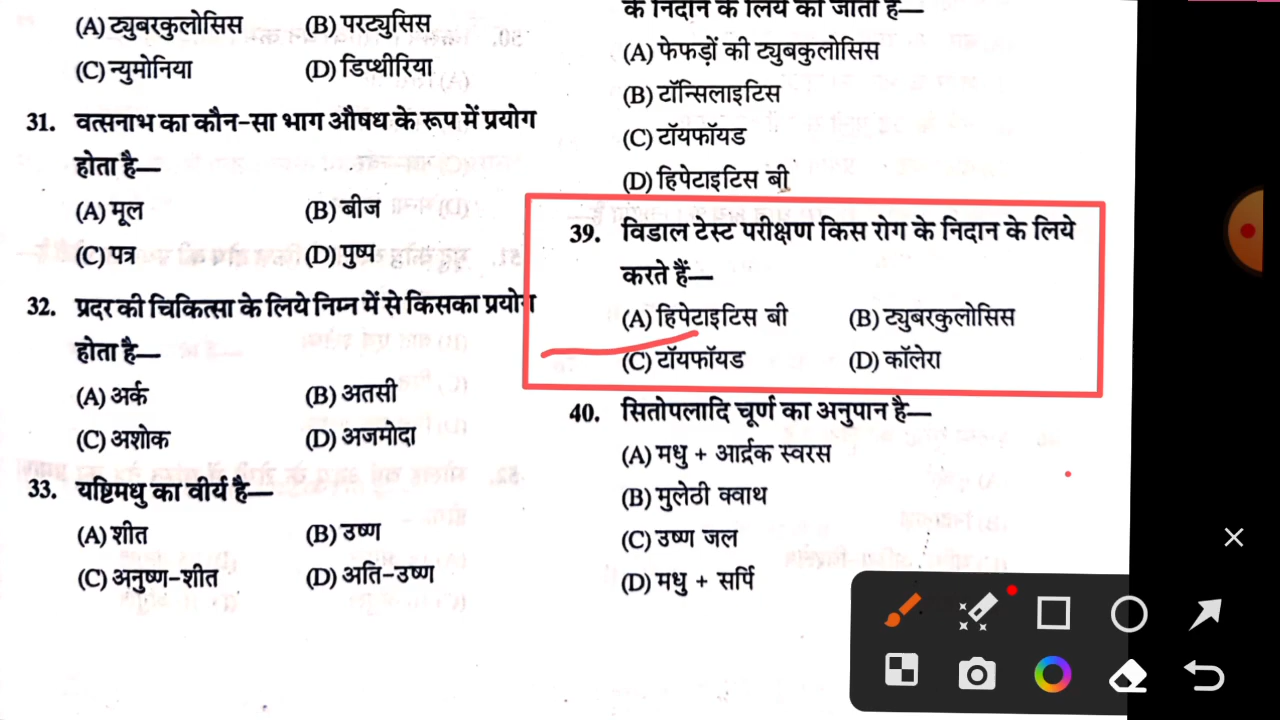 (A) ट्युबरकुलोसिस (B) परट्युसिस
(C) न्युमोनिया (D) डिप्थीरिया
31. वत्सनाभ का कौन-सा भाग औषध के रूप में प्रयोग
होता है—
(A) मूल (B) बीज
(C) पत्र (D) पुष्प
32. प्रदर की चिकित्सा के लिये निम्न में से किसका प्रयोग
होता है—
(A) अर्क (B) अतसी
(C) अशोक (D) अजमोदा
33. यष्टिमधु का वीर्य है—
(A) शीत (B) उष्ण
(C) अनुष्ण-शीत (D) अति-उष्ण
के निदान के लिये की जाती है—
(A) फेफड़ों की ट्युबकुलोसिस
(B) टॉन्सिलाइटिस
(C) टॉयफॉयड
(D) हिपेटाइटिस बी
39. विडाल टेस्ट परीक्षण किस रोग के निदान के लिये
करते हैं—
(A) हिपेटाइटिस बी (B) ट्युबरकुलोसिस
(C) टॉयफॉयड (D) कॉलेरा
40. सितोपलादि चूर्ण का अनुपान है—
(A) मधु + आर्द्रक स्वरस
(B) मुलेठी क्वाथ
(C) उष्ण जल
(D) मधु + सर्पि